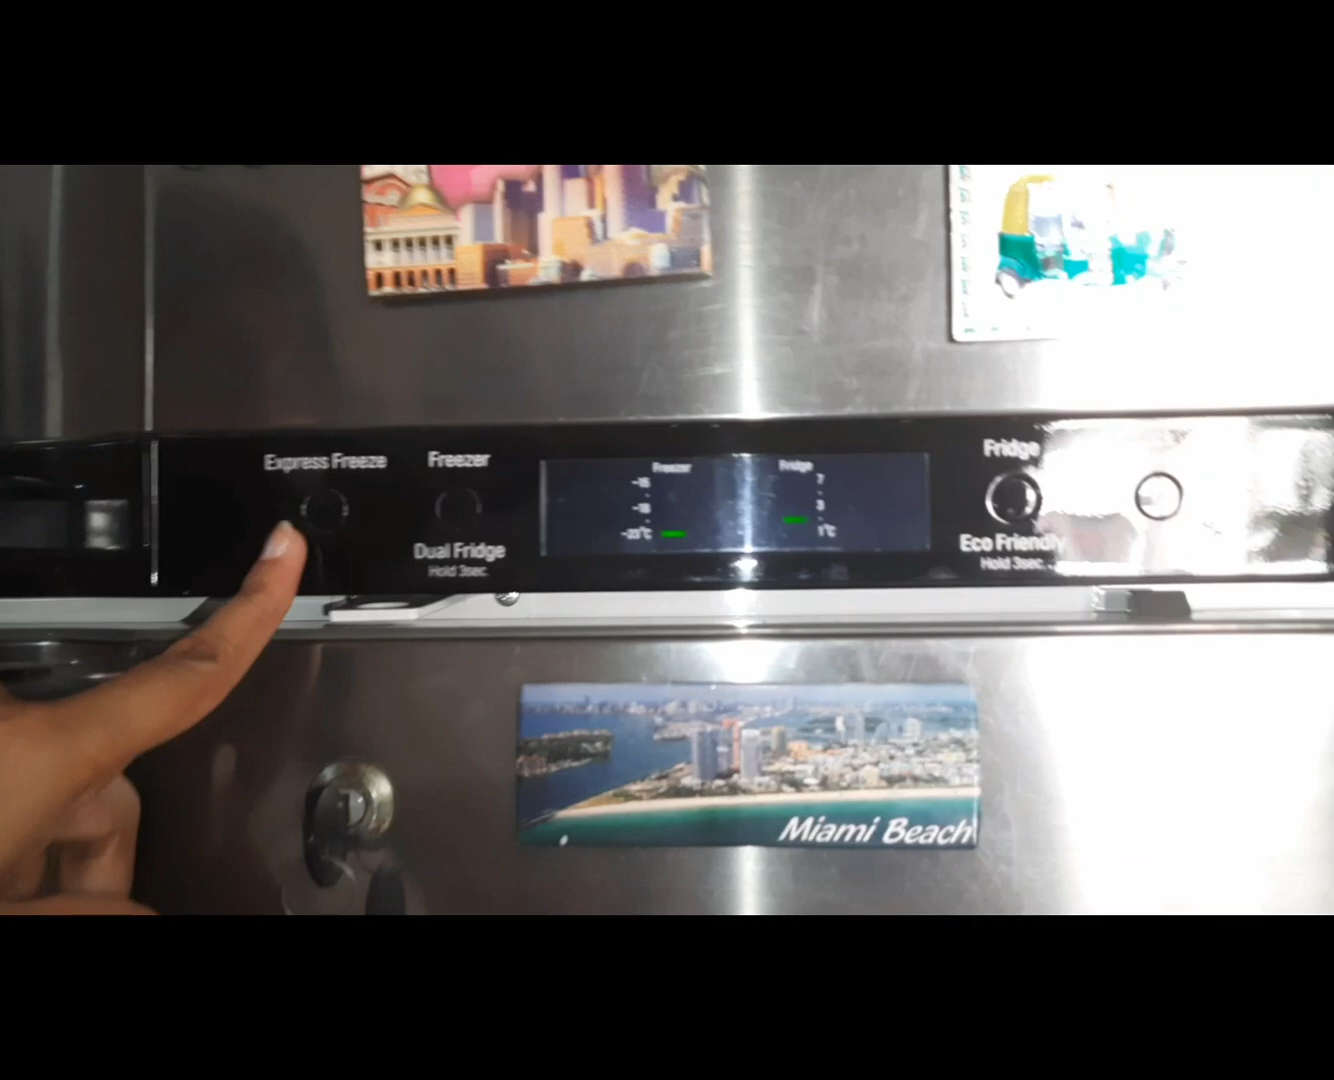 Express Freeze
Freezer
Dual Fridge
Hold 3sec.
Freezer
Fridge
-15
-18
-23°C
7
3
1°C
Fridge
Eco Friendly
Hold 3sec.
Miami Beach